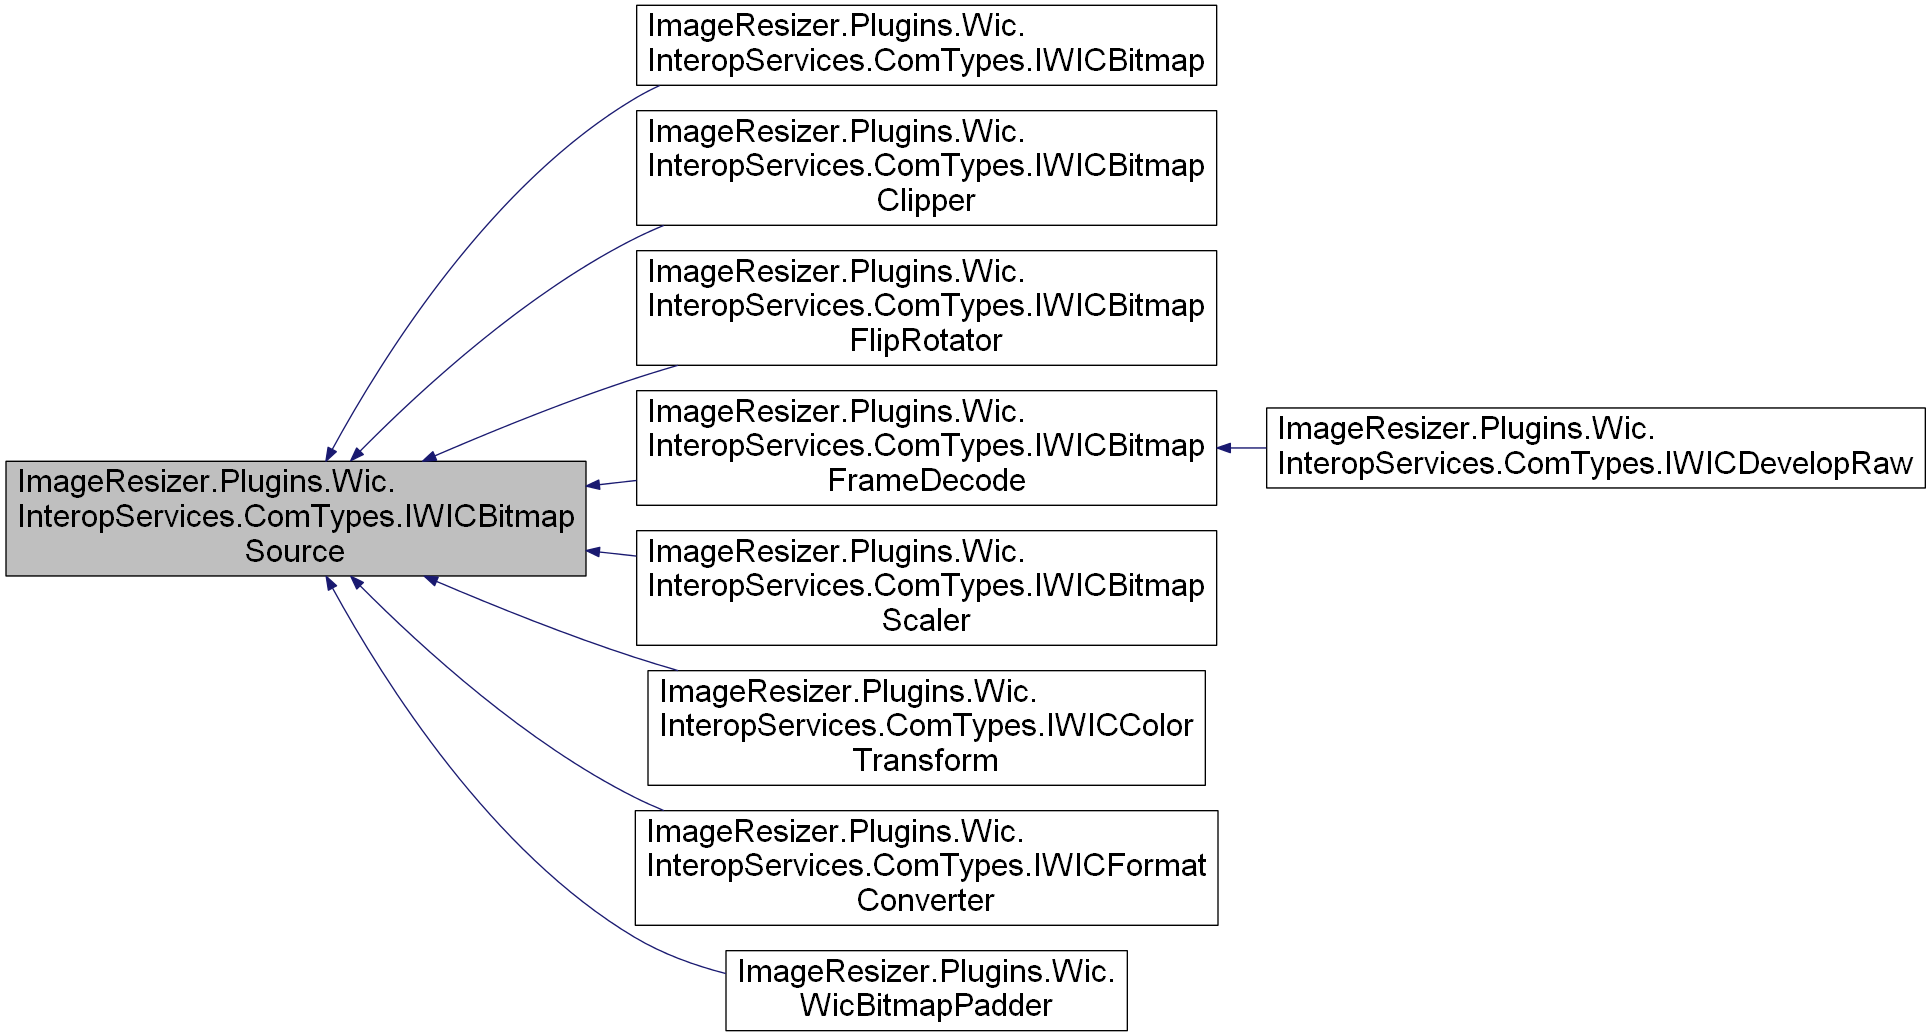 ImageResizer.Plugins.Wic.
InteropServices.ComTypes.IWICBitmap
Source
ImageResizer.Plugins.Wic.
InteropServices.ComTypes.IWICBitmap
ImageResizer.Plugins.Wic.
InteropServices.ComTypes.IWICBitmap
Clipper
ImageResizer.Plugins.Wic.
InteropServices.ComTypes.IWICBitmap
FlipRotator
ImageResizer.Plugins.Wic.
InteropServices.ComTypes.IWICBitmap
FrameDecode
ImageResizer.Plugins.Wic.
InteropServices.ComTypes.IWICDevelopRaw
ImageResizer.Plugins.Wic.
InteropServices.ComTypes.IWICBitmap
Scaler
ImageResizer.Plugins.Wic.
InteropServices.ComTypes.IWICColor
Transform
ImageResizer.Plugins.Wic.
InteropServices.ComTypes.IWICFormat
Converter
ImageResizer.Plugins.Wic.
WicBitmapPadder